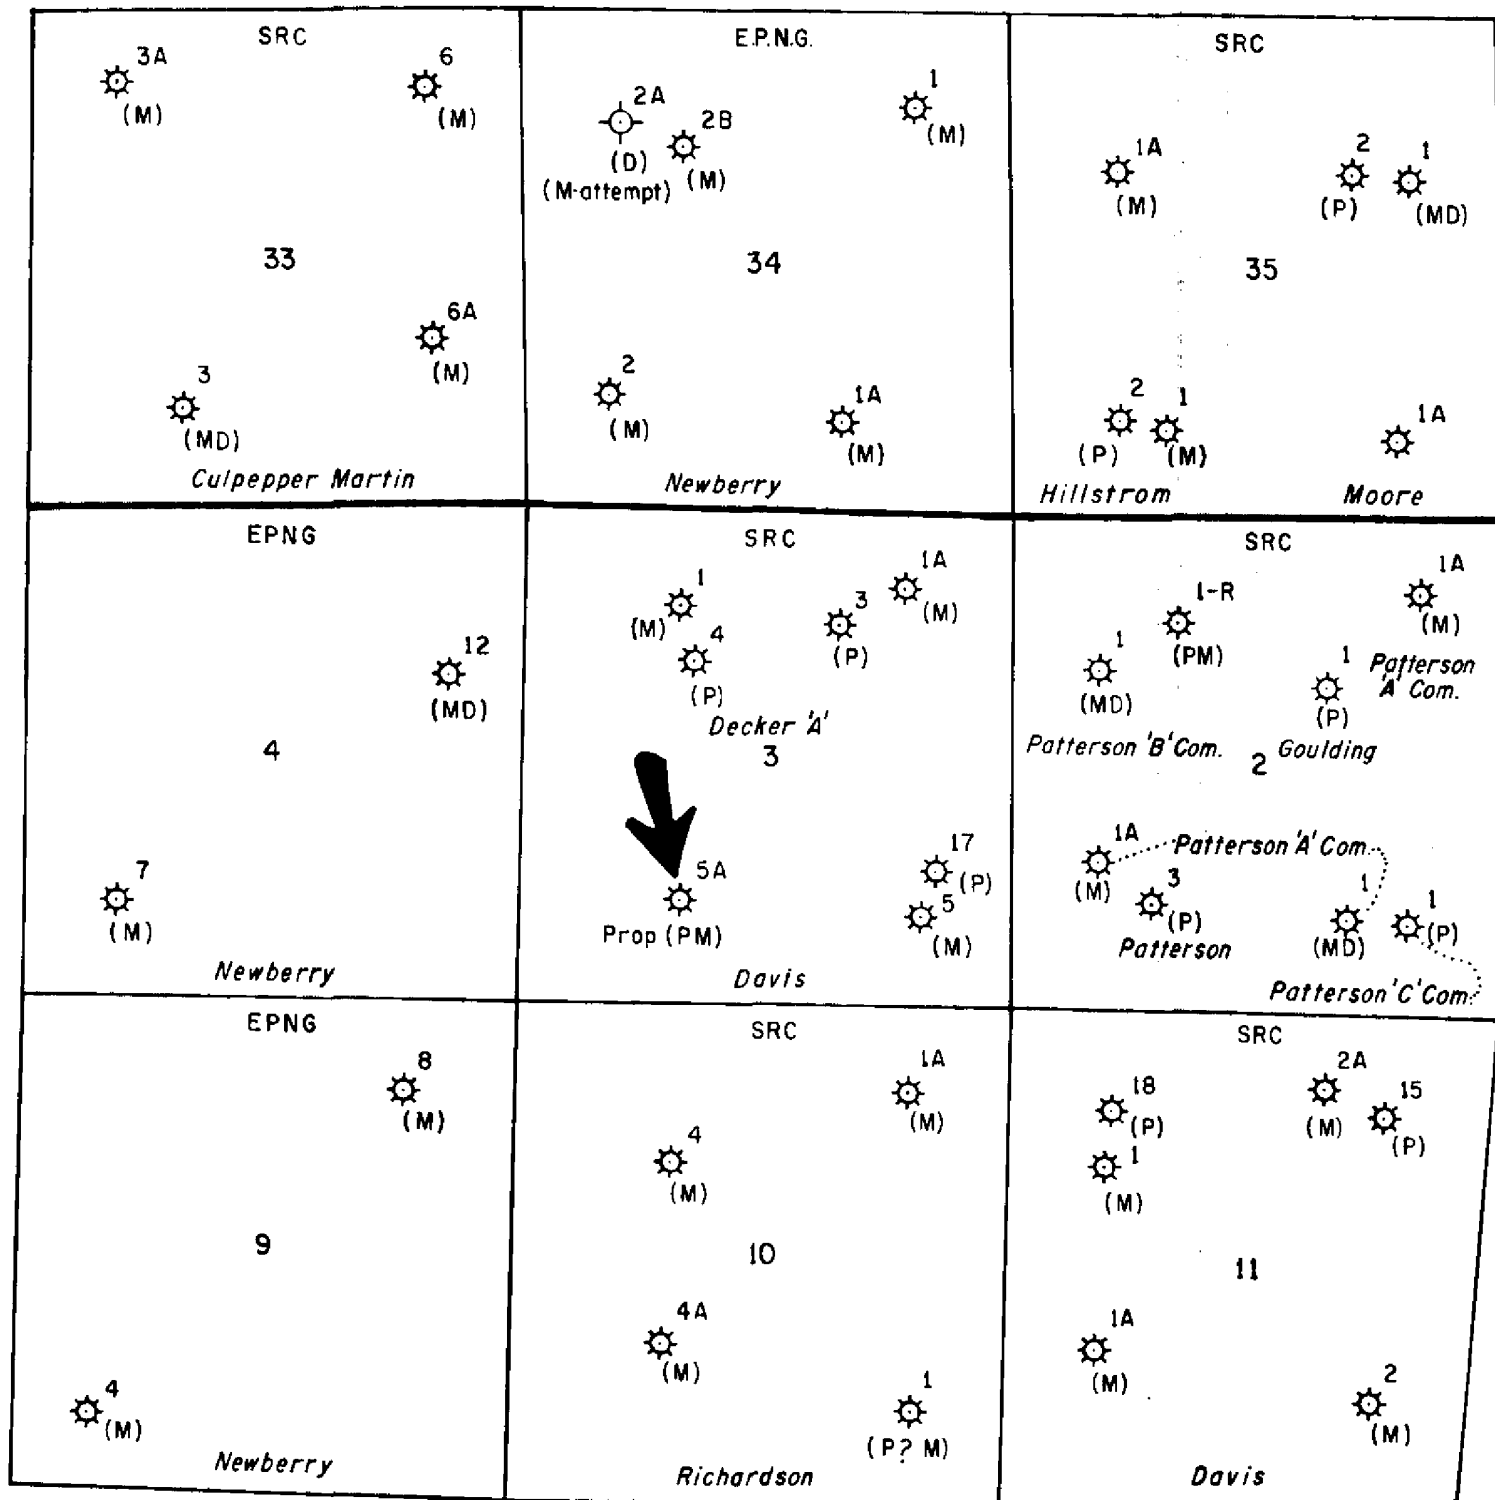 SRC
3A
(M)
6
(M)
33
6A
(M)
3
(MD)
Culpepper Martin
E.P.N.G.
2A
(D)
(M-attempt)
2B
(M)
1
(M)
34
2
(M)
1A
(M)
Newberry
SRC
1A
(M)
2
(P)
1
(MD)
35
2
(P)
1
(M)
1A
Hillstrom
Moore
EPNG
12
(MD)
4
7
(M)
Newberry
SRC
1
(M)
4
(P)
3
(P)
1A
(M)
Decker 'A'
3
5A
Prop (PM)
17
(P)
5
(M)
Davis
SRC
1-R
(PM)
1
(MD)
1A
(M)
1
(P)
Patterson
'A' Com.
Patterson 'B' Com.
2
Goulding
1A
(M)
Patterson 'A' Com.
3
(P)
Patterson
1
(MD)
1
(P)
Patterson 'C' Com.
EPNG
8
(M)
9
4
(M)
Newberry
SRC
1A
(M)
4
(M)
10
4A
(M)
1
(P? M)
Richardson
SRC
18
(P)
1
(M)
2A
(M)
15
(P)
11
1A
(M)
2
(M)
Davis